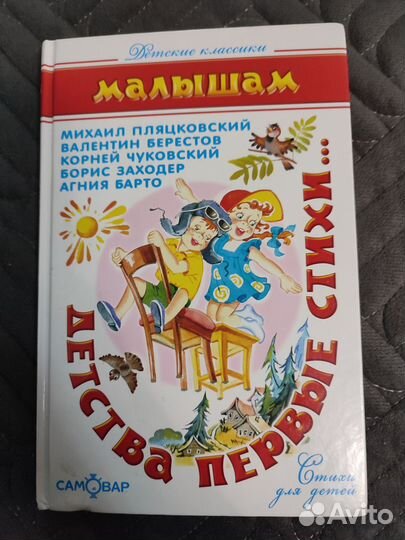 Детские классики
МАЛЫШАМ
МИХАИЛ ПЛЯЦКОВСКИЙ
ВАЛЕНТИН БЕРЕСТОВ
КОРНЕЙ ЧУКОВСКИЙ
БОРИС ЗАХОДЕР
АГНИЯ БАРТО
ДЕТСТВА ПЕРВЫЕ СТИХИ...
Стихи
для детей
САМОВАР
Avito